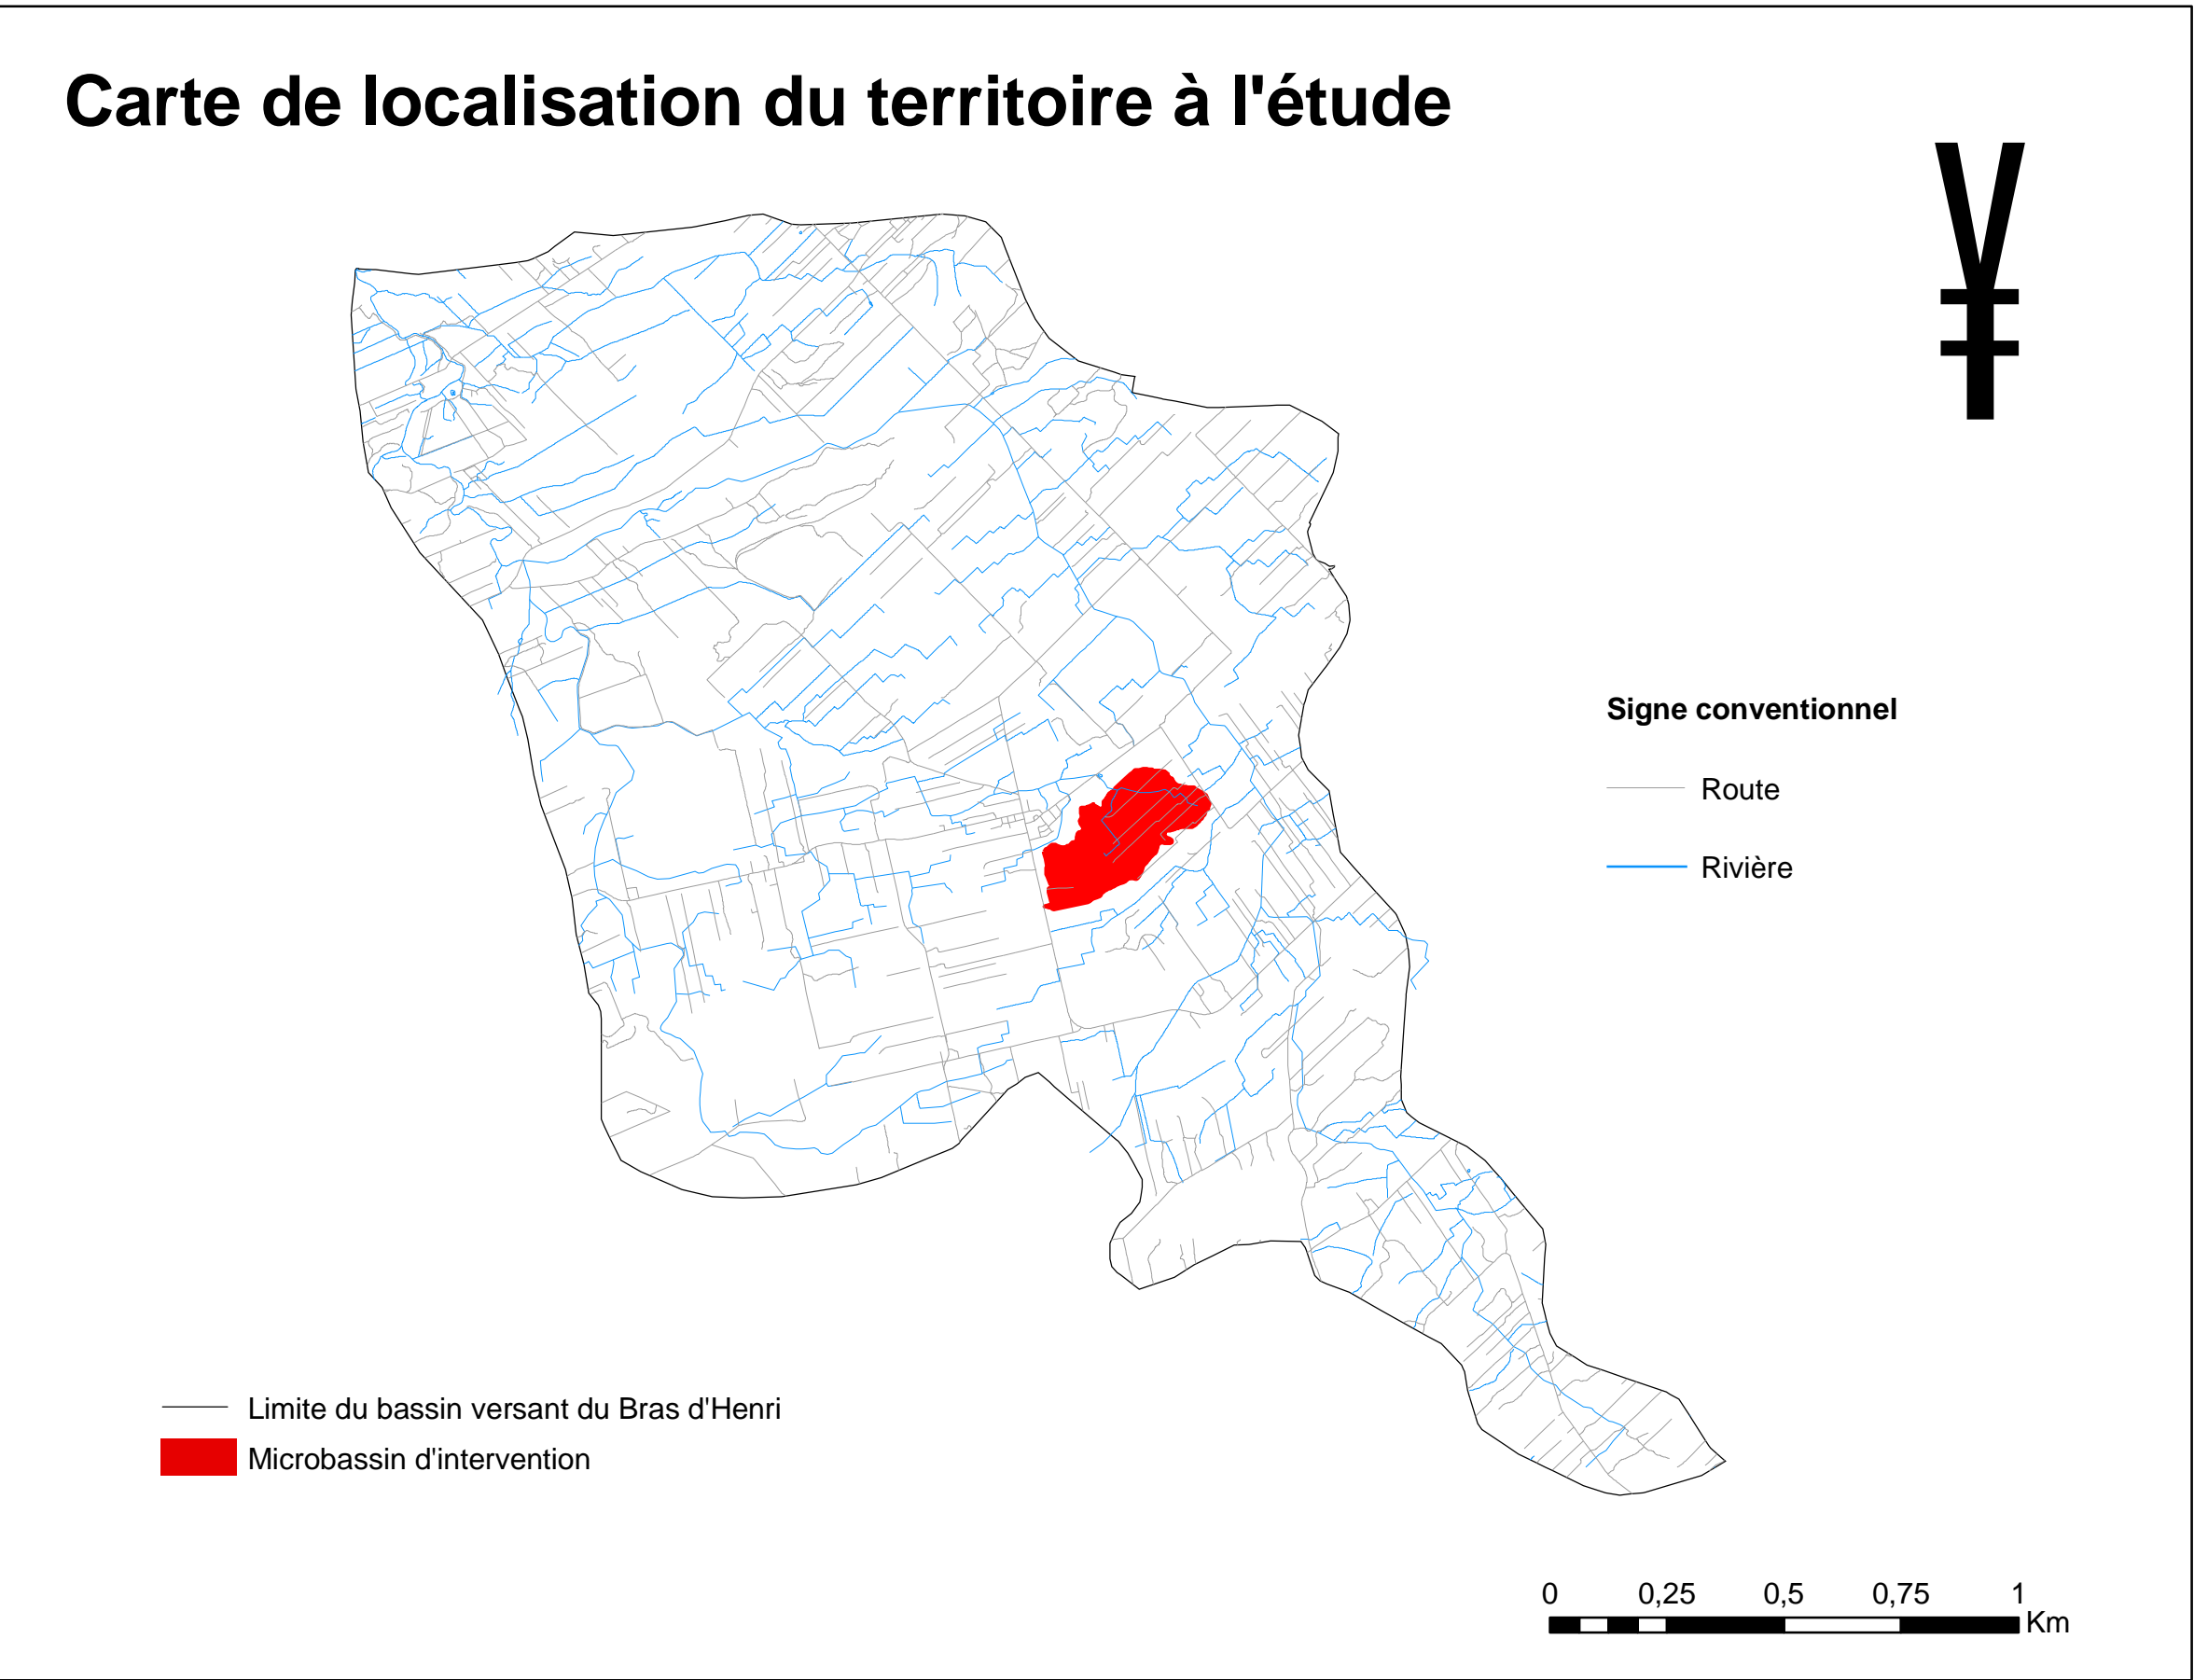 Carte de localisation du territoire à l'étude
¥
Signe conventionnel
Route
Rivière
Limite du bassin versant du Bras d'Henri
Microbassin d'intervention
0 0,25 0,5 0,75 1
Km